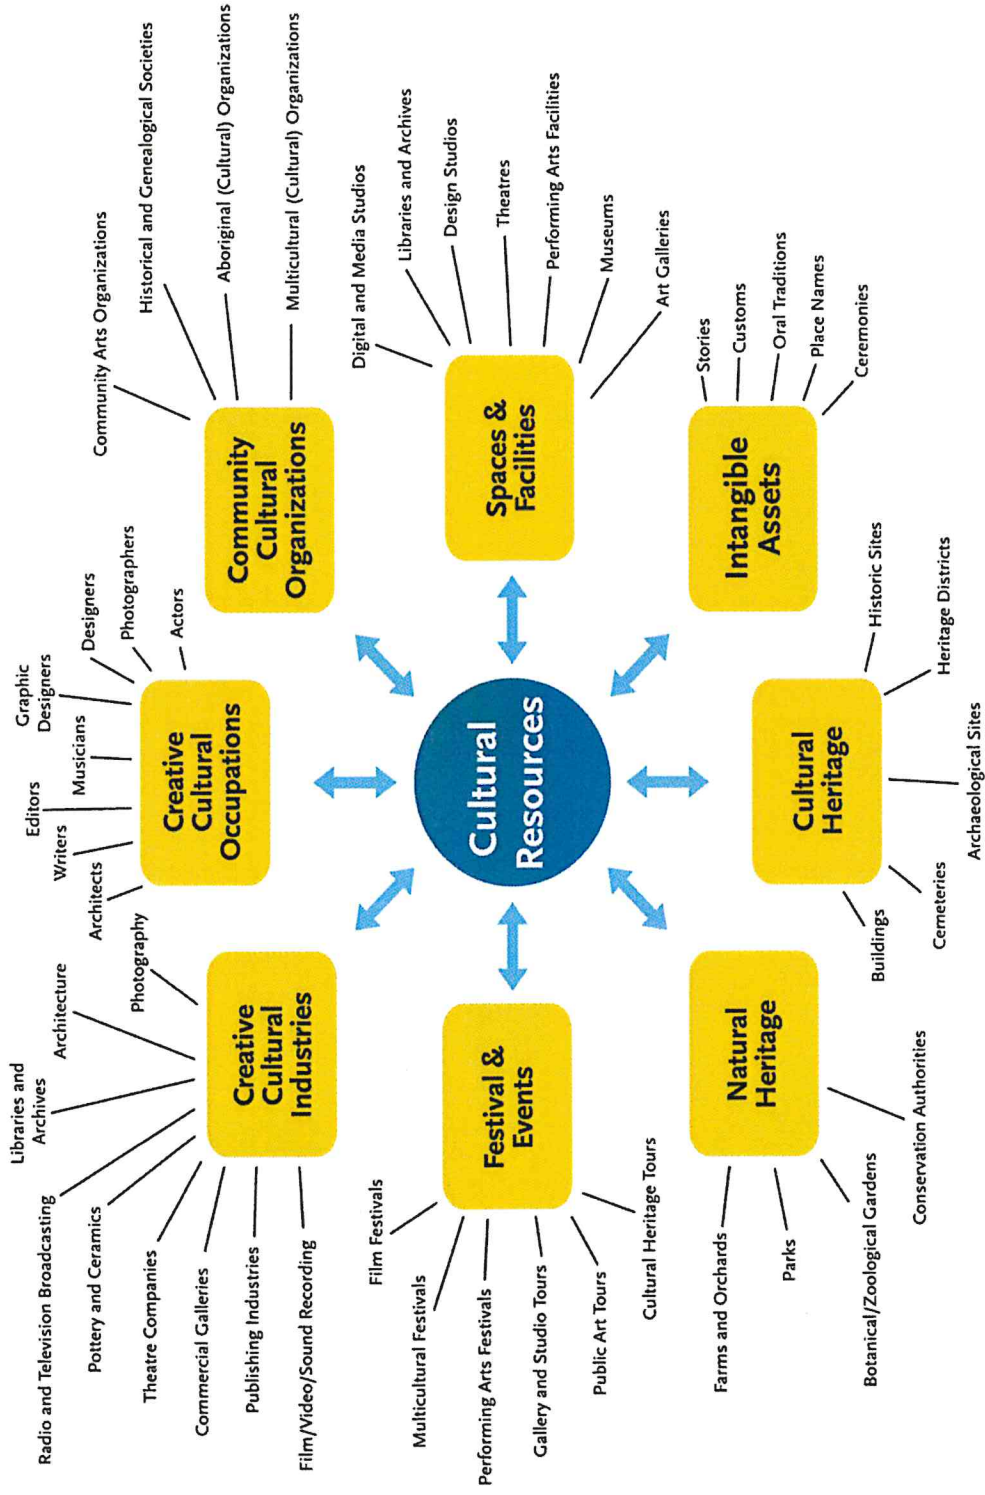 Cultural
Resources
Creative
Cultural
Occupations
Architects
Writers
Editors
Musicians
Graphic
Designers
Designers
Photographers
Actors
Community
Cultural
Organizations
Community Arts Organizations
Historical and Genealogical Societies
Aboriginal (Cultural) Organizations
Multicultural (Cultural) Organizations
Spaces &
Facilities
Digital and Media Studios
Libraries and Archives
Design Studios
Theatres
Performing Arts Facilities
Museums
Art Galleries
Intangible
Assets
Stories
Customs
Oral Traditions
Place Names
Ceremonies
Cultural
Heritage
Historic Sites
Heritage Districts
Archaeological Sites
Cemeteries
Buildings
Natural
Heritage
Conservation Authorities
Botanical/Zoological Gardens
Parks
Farms and Orchards
Festival &
Events
Film Festivals
Multicultural Festivals
Performing Arts Festivals
Gallery and Studio Tours
Public Art Tours
Cultural Heritage Tours
Creative
Cultural
Industries
Film/Video/Sound Recording
Publishing Industries
Commercial Galleries
Theatre Companies
Pottery and Ceramics
Radio and Television Broadcasting
Libraries and
Archives
Architecture
Photography